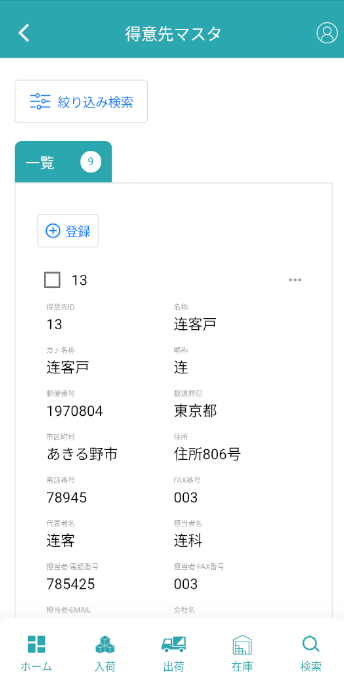 得意先マスタ
絞り込み検索
一覧 9
登録
13
得意先ID 名称
13 连客戸
カナ名称 略称
连客戸 连
郵便番号 都道府県
1970804 東京都
市区町村 住所
あきる野市 住所806号
電話番号 FAX番号
78945 003
代表者名 担当者名
连客 连科
担当者-電話番号 担当者-FAX番号
785425 003
担当者-EMAIL 会社名
ホーム 入荷 出荷 在庫 検索